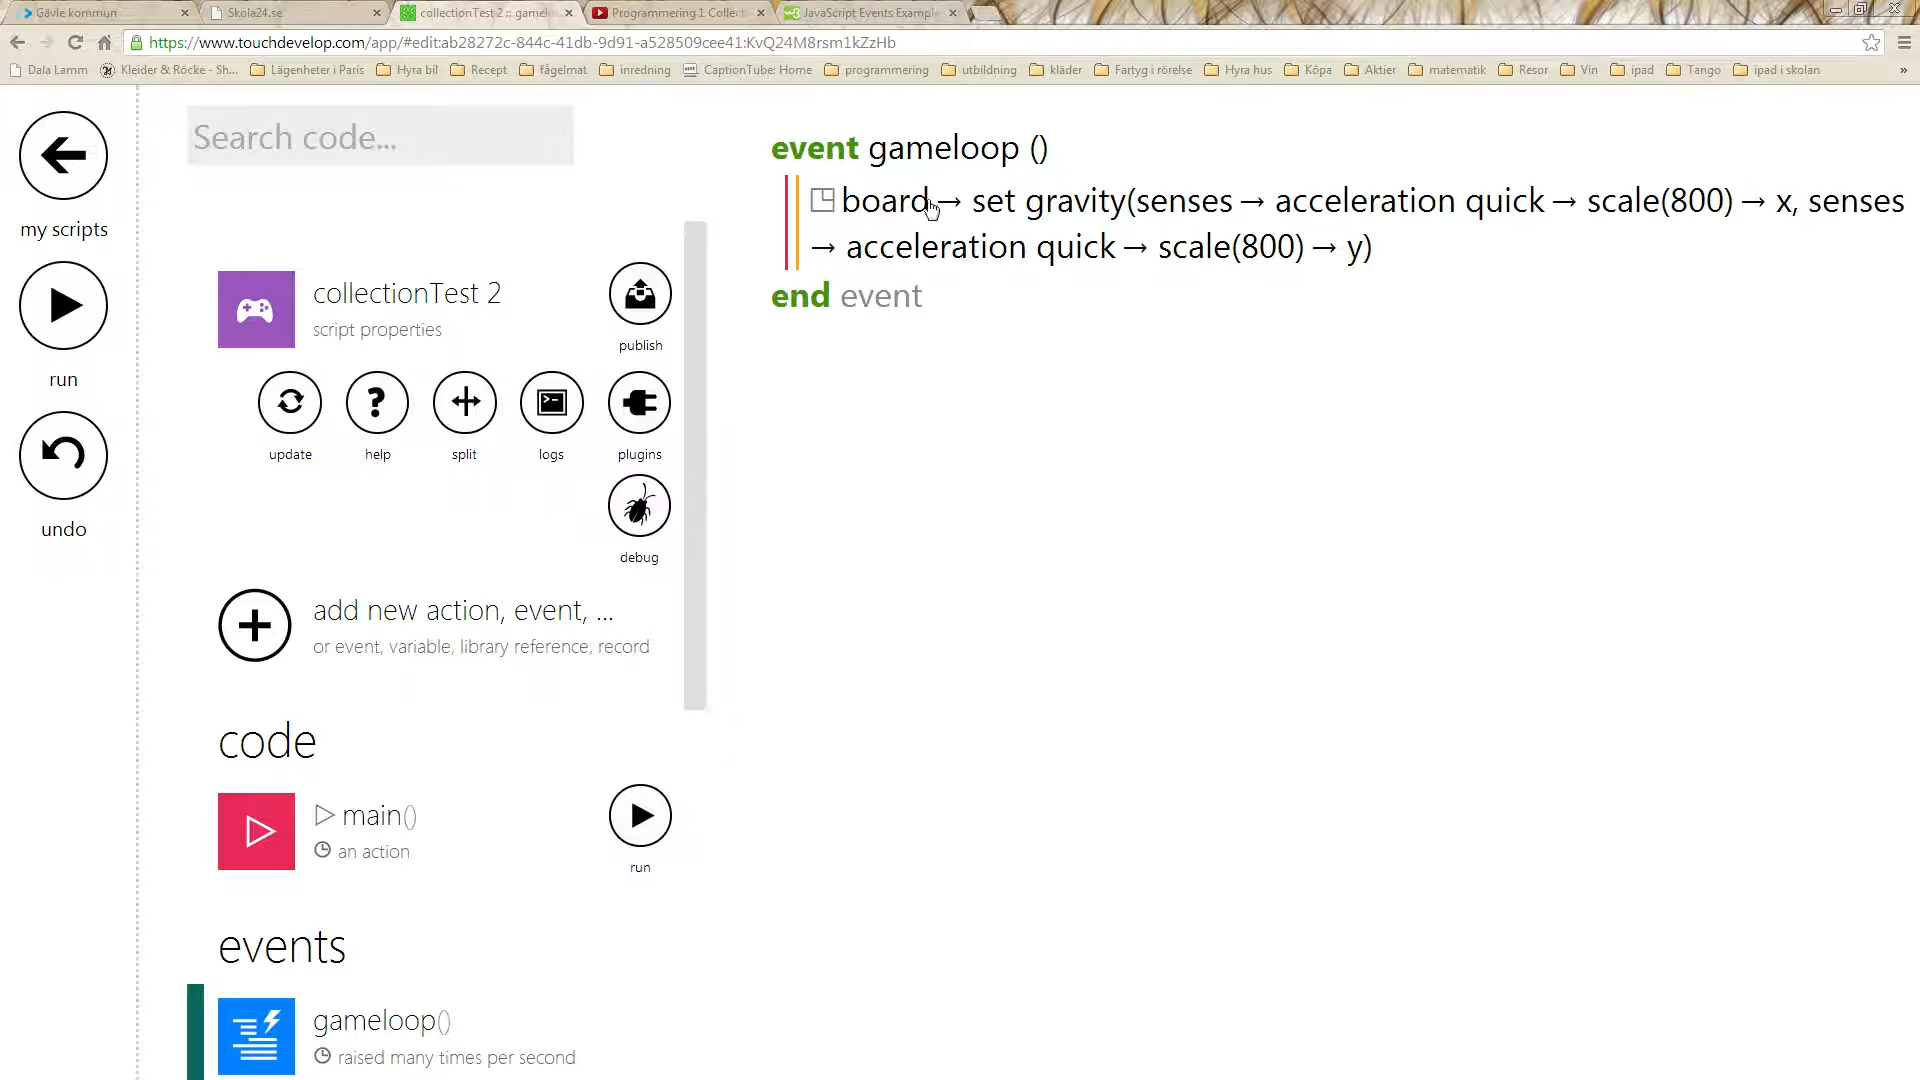 Gävle kommun
Skola24.se
collectionTest 2 :: gamel
Programmering 1 Collect
JavaScript Events Exampl
https://www.touchdevelop.com/app/#edit:ab28272c-844c-41db-9d91-a528509cee41:KvQ24M8rsm1kZzHb
Dala Lamm
Kleider & Röcke - Sh...
Lägenheter i Paris
Hyra bil
Recept
fågelmat
inredning
CaptionTube: Home
programmering
utbildning
kläder
Fartyg i rörelse
Hyra hus
Köpa
Aktier
matematik
Resor
Vin
ipad
Tango
ipad i skolan
»
my scripts
run
undo
Search code...
collectionTest 2
script properties
publish
update
help
split
logs
plugins
debug
add new action, event, ...
or event, variable, library reference, record
code
▷ main()
an action
run
events
gameloop()
raised many times per second
event gameloop ()
board → set gravity(senses → acceleration quick → scale(800) → x, senses
→ acceleration quick → scale(800) → y)
end event